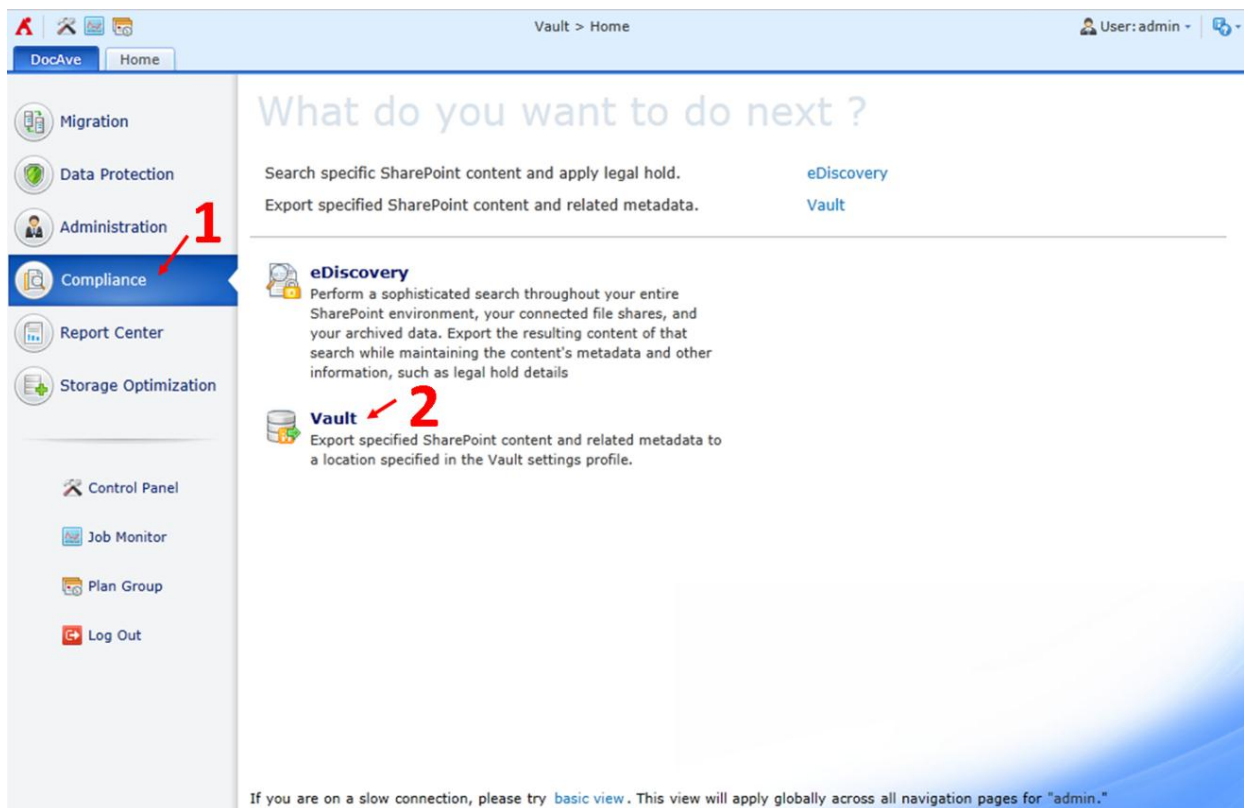 Vault > Home
User: admin
DocAve
Home
Migration
Data Protection
Administration
1
Compliance
Report Center
Storage Optimization
Control Panel
Job Monitor
Plan Group
Log Out
What do you want to do next ?
Search specific SharePoint content and apply legal hold. eDiscovery
Export specified SharePoint content and related metadata. Vault
eDiscovery
Perform a sophisticated search throughout your entire
SharePoint environment, your connected file shares, and
your archived data. Export the resulting content of that
search while maintaining the content's metadata and other
information, such as legal hold details
Vault
2
Export specified SharePoint content and related metadata to
a location specified in the Vault settings profile.
If you are on a slow connection, please try basic view. This view will apply globally across all navigation pages for "admin."